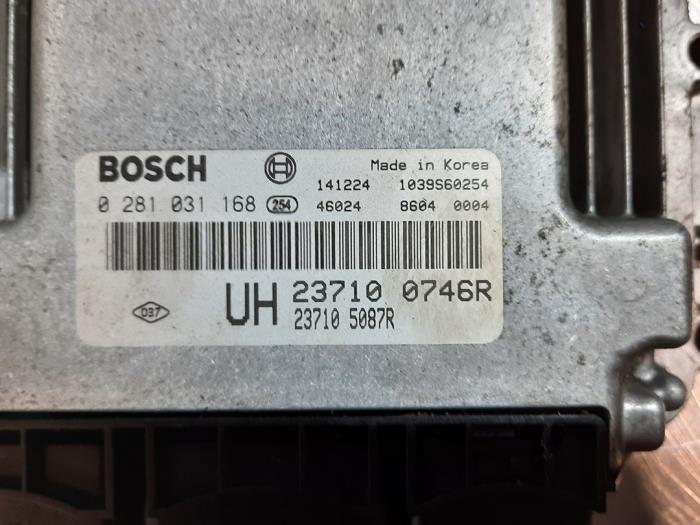 BOSCH
Made in Korea
141224 1039S60254
0 281 031 168 254 46024 8604 0004
UH 23710 0746R
23710 5087R
D37